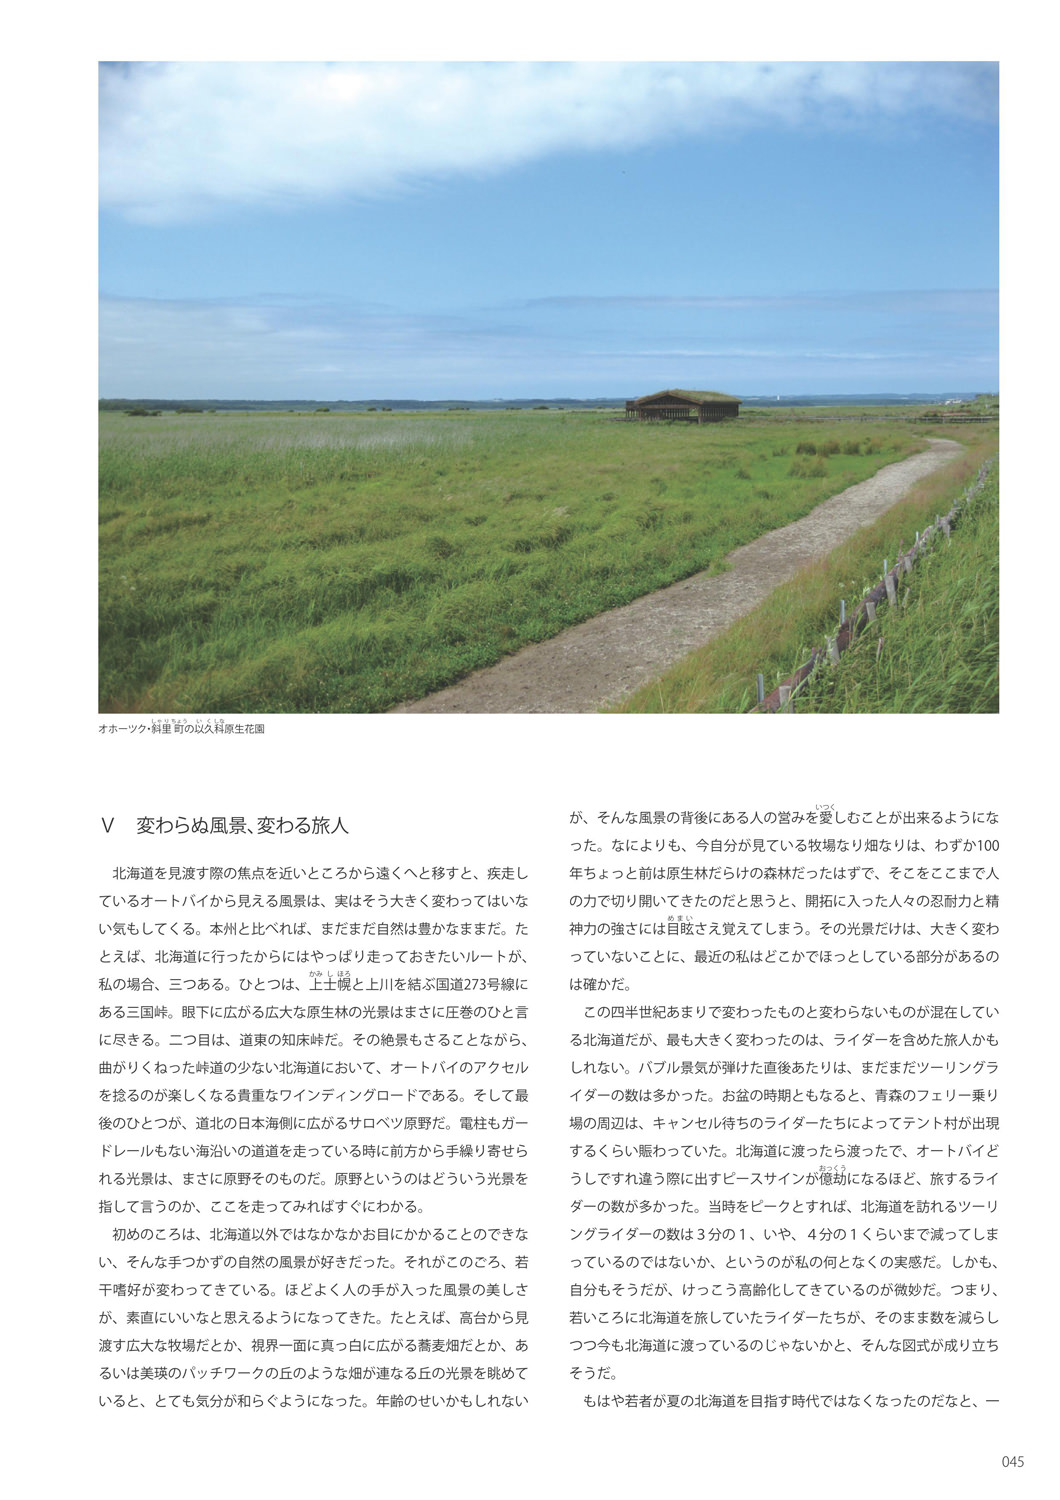 オホーツク・斜里町の以久科原生花園
Ⅴ　変わらぬ風景、変わる旅人
　北海道を見渡す際の焦点を近いところから遠くへと移すと、疾走し
ているオートバイから見える風景は、実はそう大きく変わってはいな
い気もしてくる。本州と比べれば、まだまだ自然は豊かなままだ。た
とえば、北海道に行ったからにはやっぱり走っておきたいルートが、
私の場合、三つある。ひとつは、上士幌と上川を結ぶ国道273号線に
ある三国峠。眼下に広がる広大な原生林の光景はまさに圧巻のひと言
に尽きる。二つ目は、道東の知床峠だ。その絶景もさることながら、
曲がりくねった峠道の少ない北海道において、オートバイのアクセル
を捻るのが楽しくなる貴重なワインディングロードである。そして最
後のひとつが、道北の日本海側に広がるサロベツ原野だ。電柱もガー
ドレールもない海沿いの道道を走っている時に前方から手繰り寄せら
れる光景は、まさに原野そのものだ。原野というのはどういう光景を
指して言うのか、ここを走ってみればすぐにわかる。
　初めのころは、北海道以外ではなかなかお目にかかることのできな
い、そんな手つかずの自然の風景が好きだった。それがこのごろ、若
干嗜好が変わってきている。ほどよく人の手が入った風景の美しさ
が、素直にいいなと思えるようになってきた。たとえば、高台から見
渡す広大な牧場だとか、視界一面に真っ白に広がる蕎麦畑だとか、あ
るいは美瑛のパッチワークの丘のような畑が連なる丘の光景を眺めて
いると、とても気分が和らぐようになった。年齢のせいかもしれない
が、そんな風景の背後にある人の営みを愛しむことが出来るようにな
った。なによりも、今自分が見ている牧場なり畑なりは、わずか100
年ちょっと前は原生林だらけの森林だったはずで、そこをここまで人
の力で切り開いてきたのだと思うと、開拓に入った人々の忍耐力と精
神力の強さには目眩さえ覚えてしまう。その光景だけは、大きく変わ
っていないことに、最近の私はどこかでほっとしている部分があるの
は確かだ。
　この四半世紀あまりで変わったものと変わらないものが混在してい
る北海道だが、最も大きく変わったのは、ライダーを含めた旅人かも
しれない。バブル景気が弾けた直後あたりは、まだまだツーリングラ
イダーの数は多かった。お盆の時期ともなると、青森のフェリー乗り
場の周辺は、キャンセル待ちのライダーたちによってテント村が出現
するくらい賑わっていた。北海道に渡ったら渡ったで、オートバイど
うしですれ違う際に出すピースサインが億劫になるほど、旅するライ
ダーの数が多かった。当時をピークとすれば、北海道を訪れるツーリ
ングライダーの数は３分の１、いや、４分の１くらいまで減ってしま
っているのではないか、というのが私の何となくの実感だ。しかも、
自分もそうだが、けっこう高齢化してきているのが微妙だ。つまり、
若いころに北海道を旅していたライダーたちが、そのまま数を減らし
つつ今も北海道に渡っているのじゃないかと、そんな図式が成り立ち
そうだ。
　もはや若者が夏の北海道を目指す時代ではなくなったのだなと、一
045